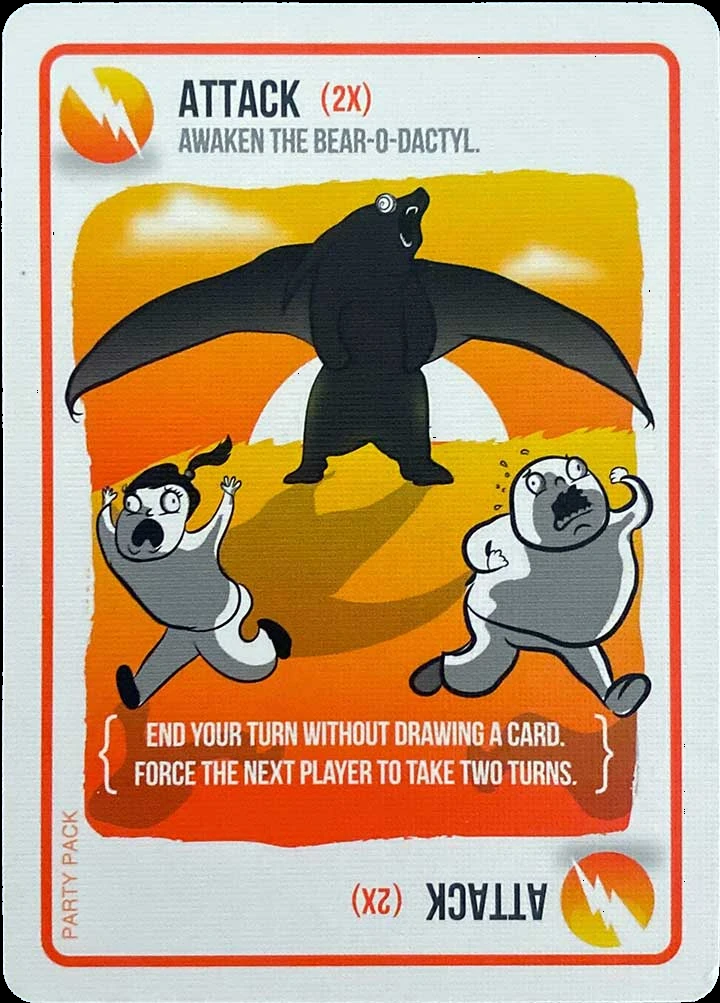 ATTACK (2X)
AWAKEN THE BEAR-O-DACTYL.
END YOUR TURN WITHOUT DRAWING A CARD.
FORCE THE NEXT PLAYER TO TAKE TWO TURNS.
PARTY PACK
ATTACK (2X)